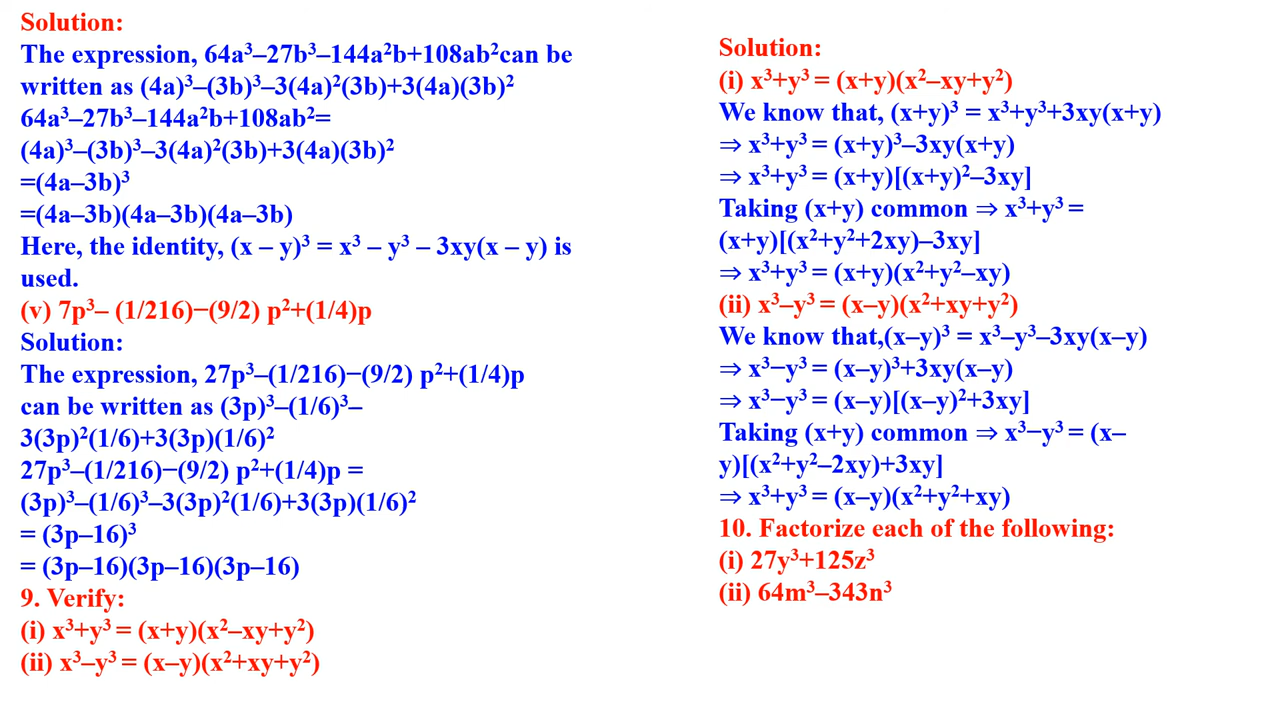 Solution:
The expression, 64a³–27b³–144a²b+108ab²can be
written as (4a)³–(3b)³–3(4a)²(3b)+3(4a)(3b)²
64a³–27b³–144a²b+108ab²=
(4a)³–(3b)³–3(4a)²(3b)+3(4a)(3b)²
=(4a–3b)³
=(4a–3b)(4a–3b)(4a–3b)
Here, the identity, (x – y)³ = x³ – y³ – 3xy(x – y) is
used.
(v) 7p³– (1/216)−(9/2) p²+(1/4)p
Solution:
The expression, 27p³–(1/216)−(9/2) p²+(1/4)p
can be written as (3p)³–(1/6)³–
3(3p)²(1/6)+3(3p)(1/6)²
27p³–(1/216)−(9/2) p²+(1/4)p =
(3p)³–(1/6)³–3(3p)²(1/6)+3(3p)(1/6)²
= (3p–16)³
= (3p–16)(3p–16)(3p–16)
9. Verify:
(i) x³+y³ = (x+y)(x²–xy+y²)
(ii) x³–y³ = (x–y)(x²+xy+y²)
Solution:
(i) x³+y³ = (x+y)(x²–xy+y²)
We know that, (x+y)³ = x³+y³+3xy(x+y)
⇒ x³+y³ = (x+y)³–3xy(x+y)
⇒ x³+y³ = (x+y)[(x+y)²–3xy]
Taking (x+y) common ⇒ x³+y³ =
(x+y)[(x²+y²+2xy)–3xy]
⇒ x³+y³ = (x+y)(x²+y²–xy)
(ii) x³–y³ = (x–y)(x²+xy+y²)
We know that,(x–y)³ = x³–y³–3xy(x–y)
⇒ x³−y³ = (x–y)³+3xy(x–y)
⇒ x³−y³ = (x–y)[(x–y)²+3xy]
Taking (x+y) common ⇒ x³−y³ = (x–
y)[(x²+y²–2xy)+3xy]
⇒ x³+y³ = (x–y)(x²+y²+xy)
10. Factorize each of the following:
(i) 27y³+125z³
(ii) 64m³–343n³